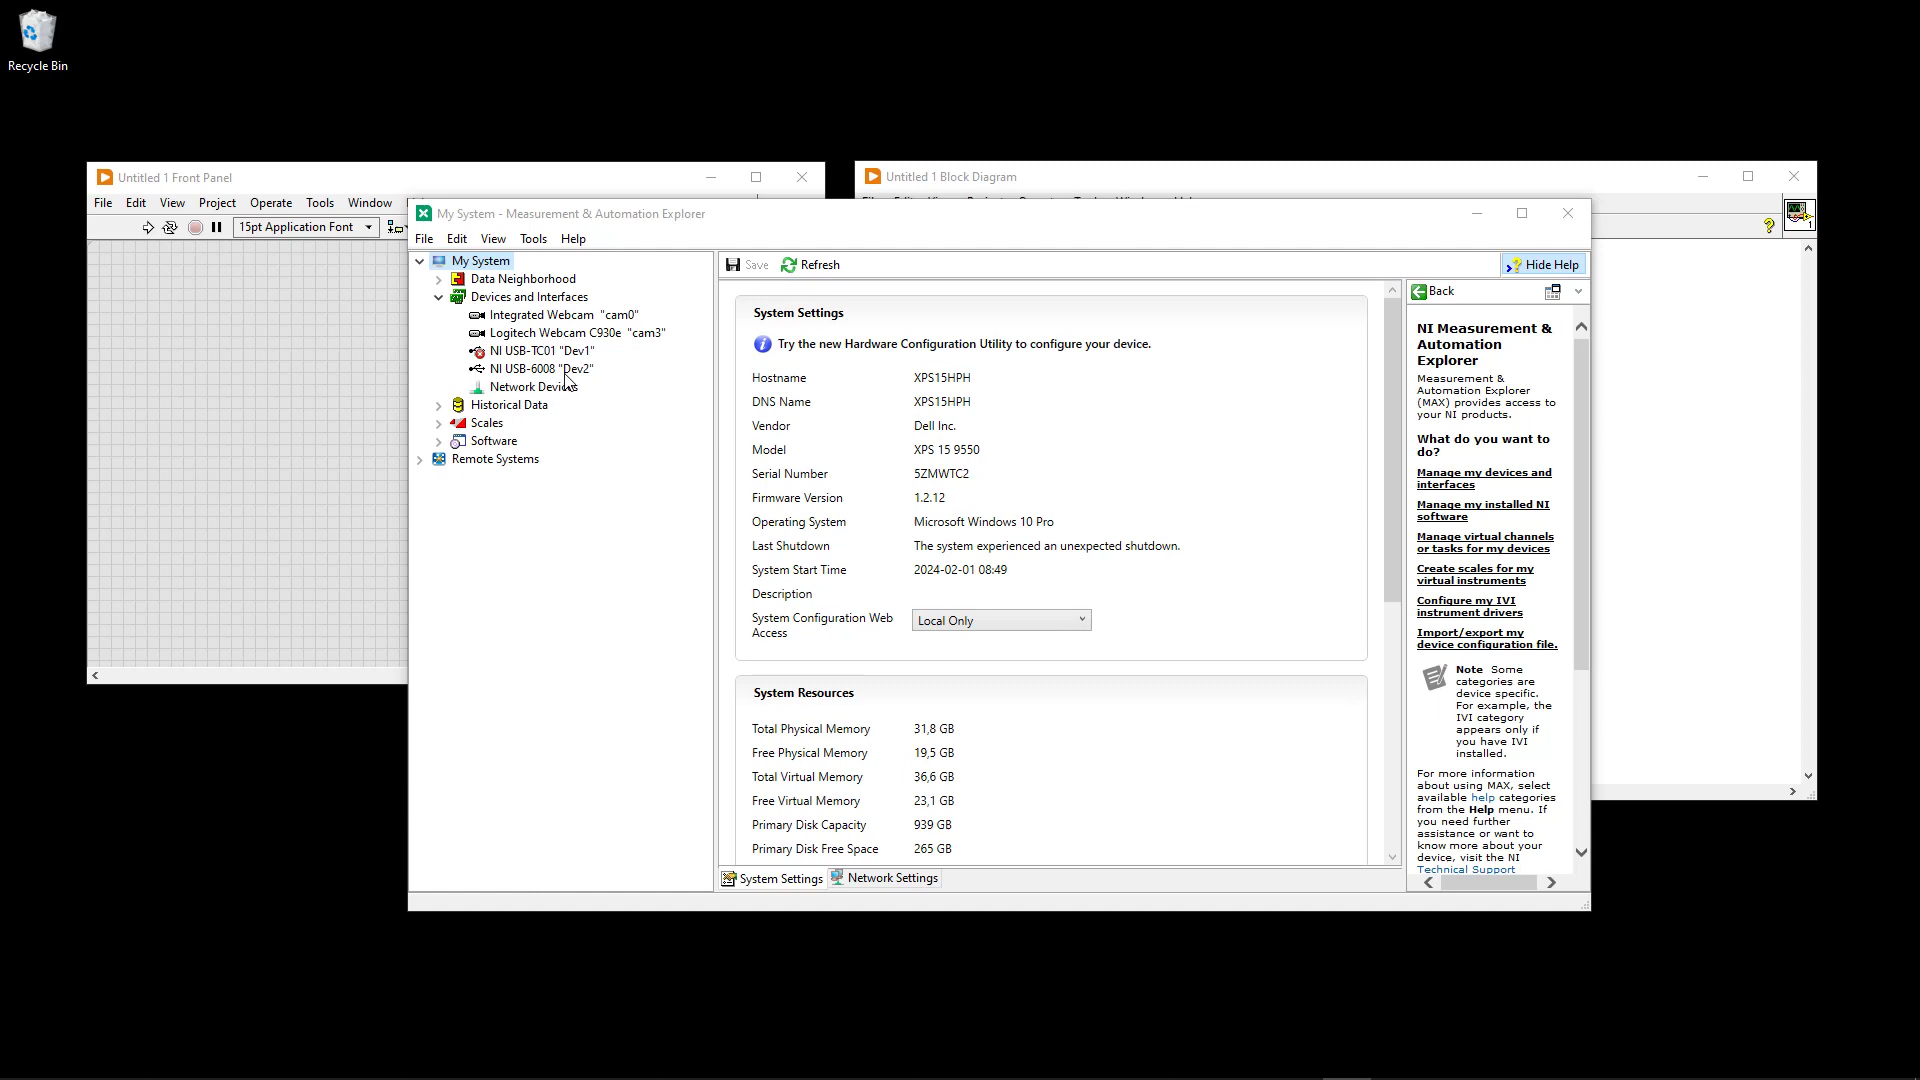 Recycle Bin
Untitled 1 Front Panel
File Edit View Project Operate Tools Window
15pt Application Font
Untitled 1 Block Diagram
1
My System - Measurement & Automation Explorer
File Edit View Tools Help
My System
Data Neighborhood
Devices and Interfaces
Integrated Webcam "cam0"
Logitech Webcam C930e "cam3"
NI USB-TC01 "Dev1"
NI USB-6008 "Dev2"
Network Devices
Historical Data
Scales
Software
Remote Systems
Save Refresh
Hide Help
System Settings
Try the new Hardware Configuration Utility to configure your device.
Hostname XPS15HPH
DNS Name XPS15HPH
Vendor Dell Inc.
Model XPS 15 9550
Serial Number 5ZMWTC2
Firmware Version 1.2.12
Operating System Microsoft Windows 10 Pro
Last Shutdown The system experienced an unexpected shutdown.
System Start Time 2024-02-01 08:49
Description
System Configuration Web
Access
Local Only
System Resources
Total Physical Memory 31,8 GB
Free Physical Memory 19,5 GB
Total Virtual Memory 36,6 GB
Free Virtual Memory 23,1 GB
Primary Disk Capacity 939 GB
Primary Disk Free Space 265 GB
System Settings Network Settings
Back
NI Measurement &
Automation
Explorer
Measurement &
Automation Explorer
(MAX) provides access to
your NI products.
What do you want to
do?
Manage my devices and
interfaces
Manage my installed NI
software
Manage virtual channels
or tasks for my devices
Create scales for my
virtual instruments
Configure my IVI
instrument drivers
Import/export my
device configuration file.
Note Some
categories are
device specific.
For example, the
IVI category
appears only if
you have IVI
installed.
For more information
about using MAX, select
available help categories
from the Help menu. If
you need further
assistance or want to
know more about your
device, visit the NI
Technical Support